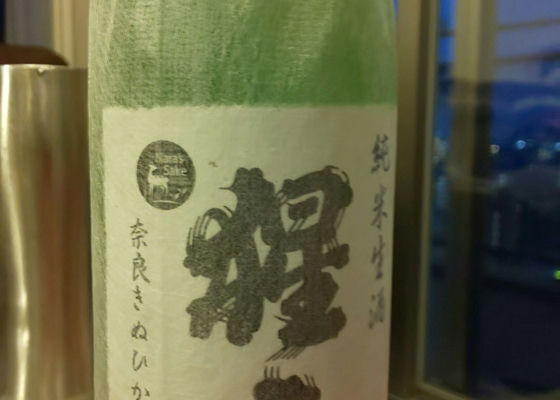 純米生酒
猩
Nara's
Sake
奈良きぬひか